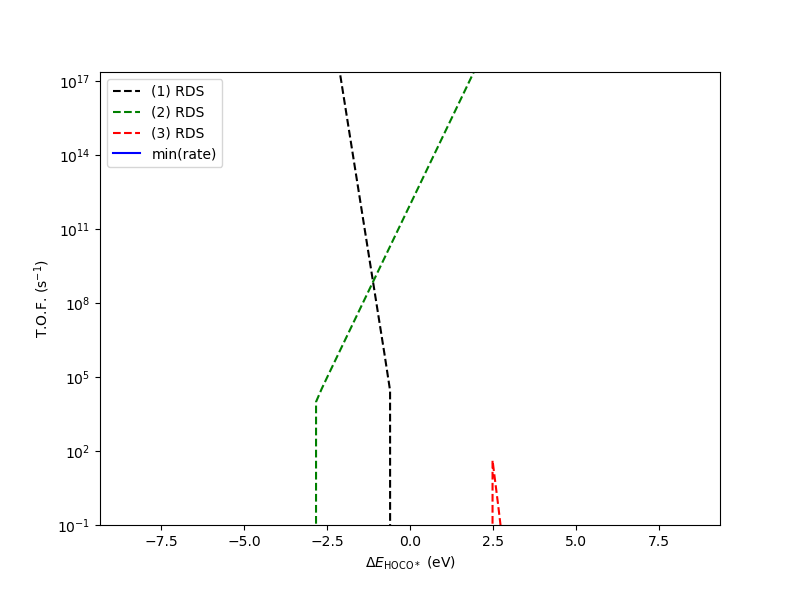 (1) RDS
(2) RDS
(3) RDS
min(rate)
10^17
10^14
10^11
10^8
10^5
10^2
10^−1
T.O.F. (s^−1)
−7.5 −5.0 −2.5 0.0 2.5 5.0 7.5
ΔE_HOCO* (eV)